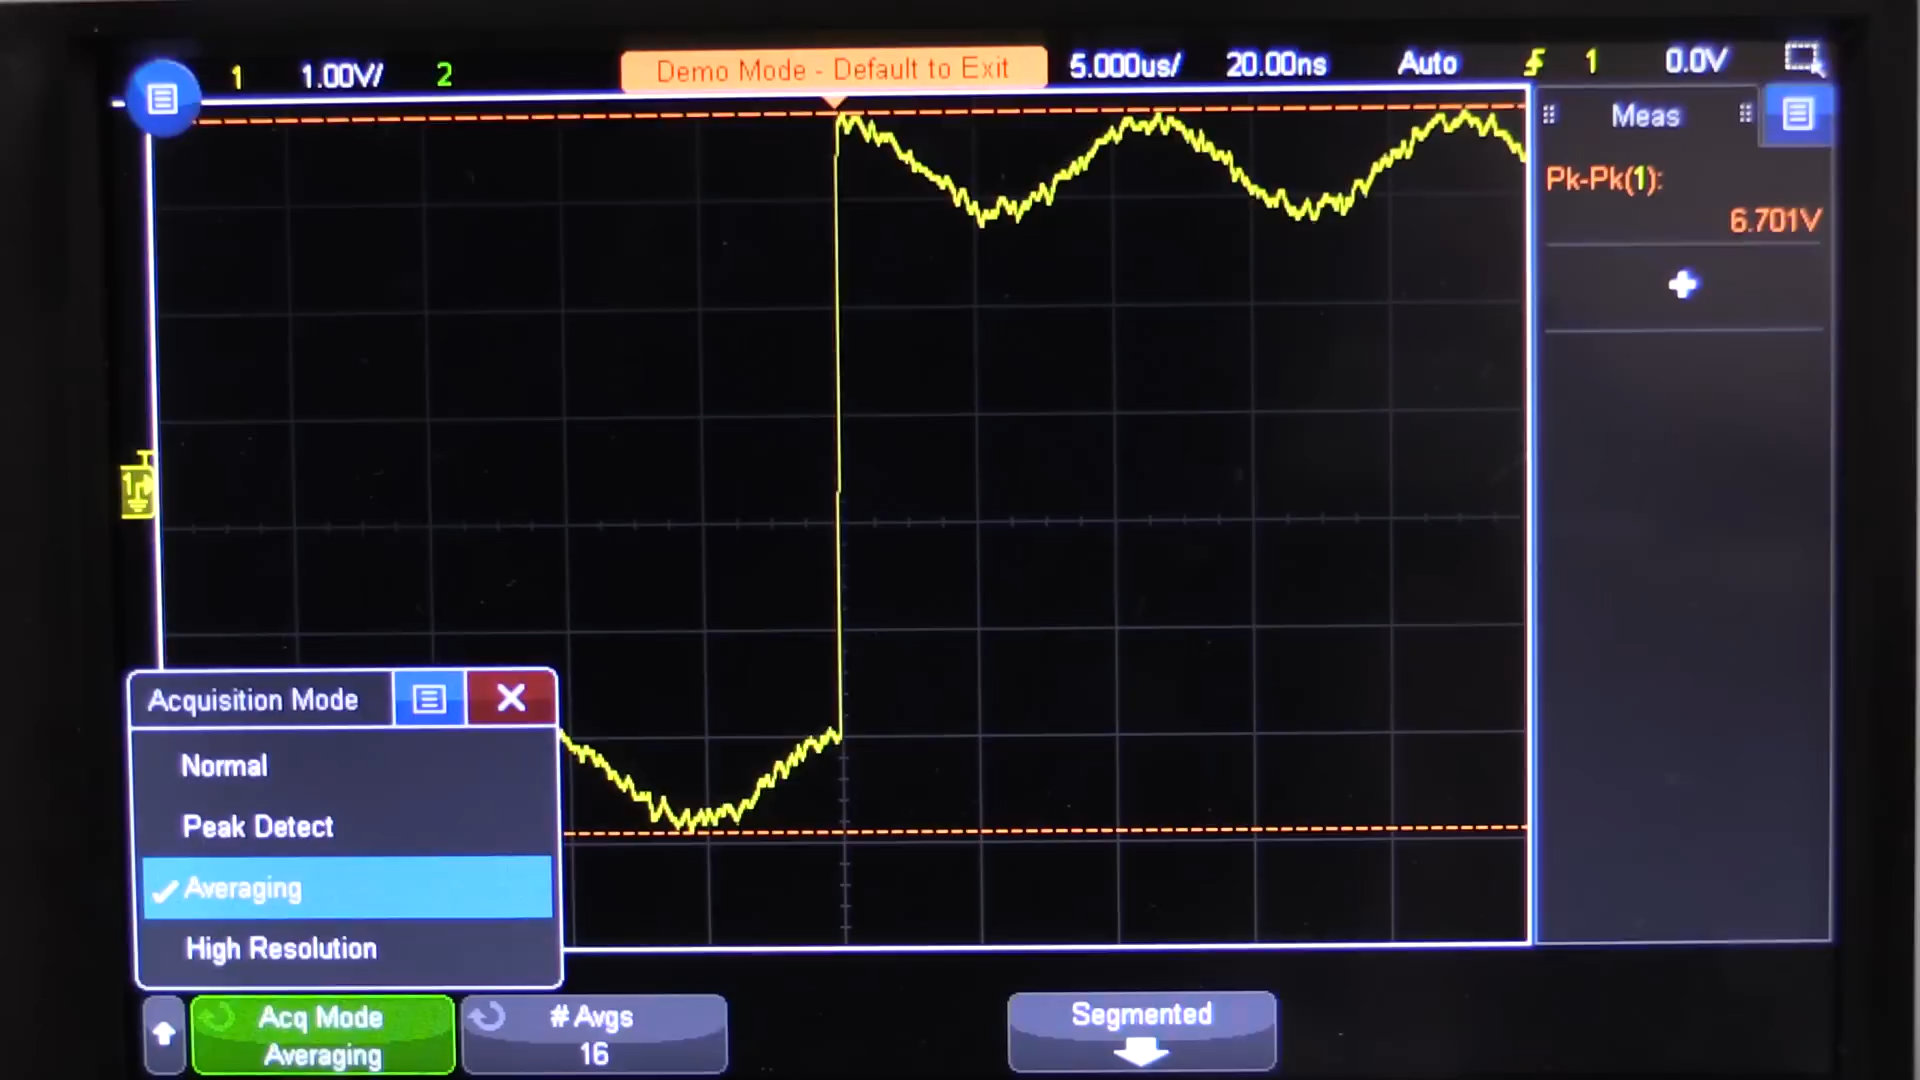 1 1.00V/ 2 Demo Mode - Default to Exit 5.000us/ 20.00ns Auto 1 0.0V
Meas
Pk-Pk(1):
6.701V
T
1
Acquisition Mode
Normal
Peak Detect
Averaging
High Resolution
Acq Mode
Averaging
# Avgs
16
Segmented